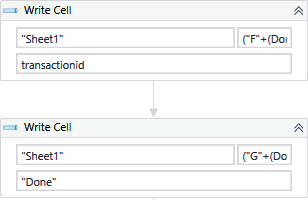 Write Cell
"Sheet1" ("F"+(Do
transactionid
Write Cell
"Sheet1" ("G"+(Do
"Done"